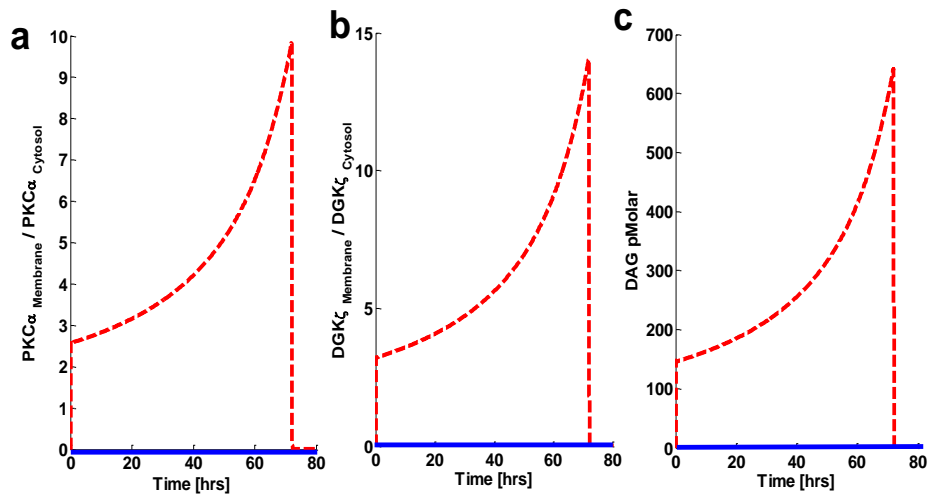 a
PKCα Membrane / PKCα Cytosol
10
9
8
7
6
5
4
3
2
1
0
0 20 40 60 80
Time [hrs]
b
DGKζ Membrane / DGKζ Cytosol
15
10
5
0
0 20 40 60 80
Time [hrs]
c
DAG pMolar
700
600
500
400
300
200
100
0
0 20 40 60 80
Time [hrs]